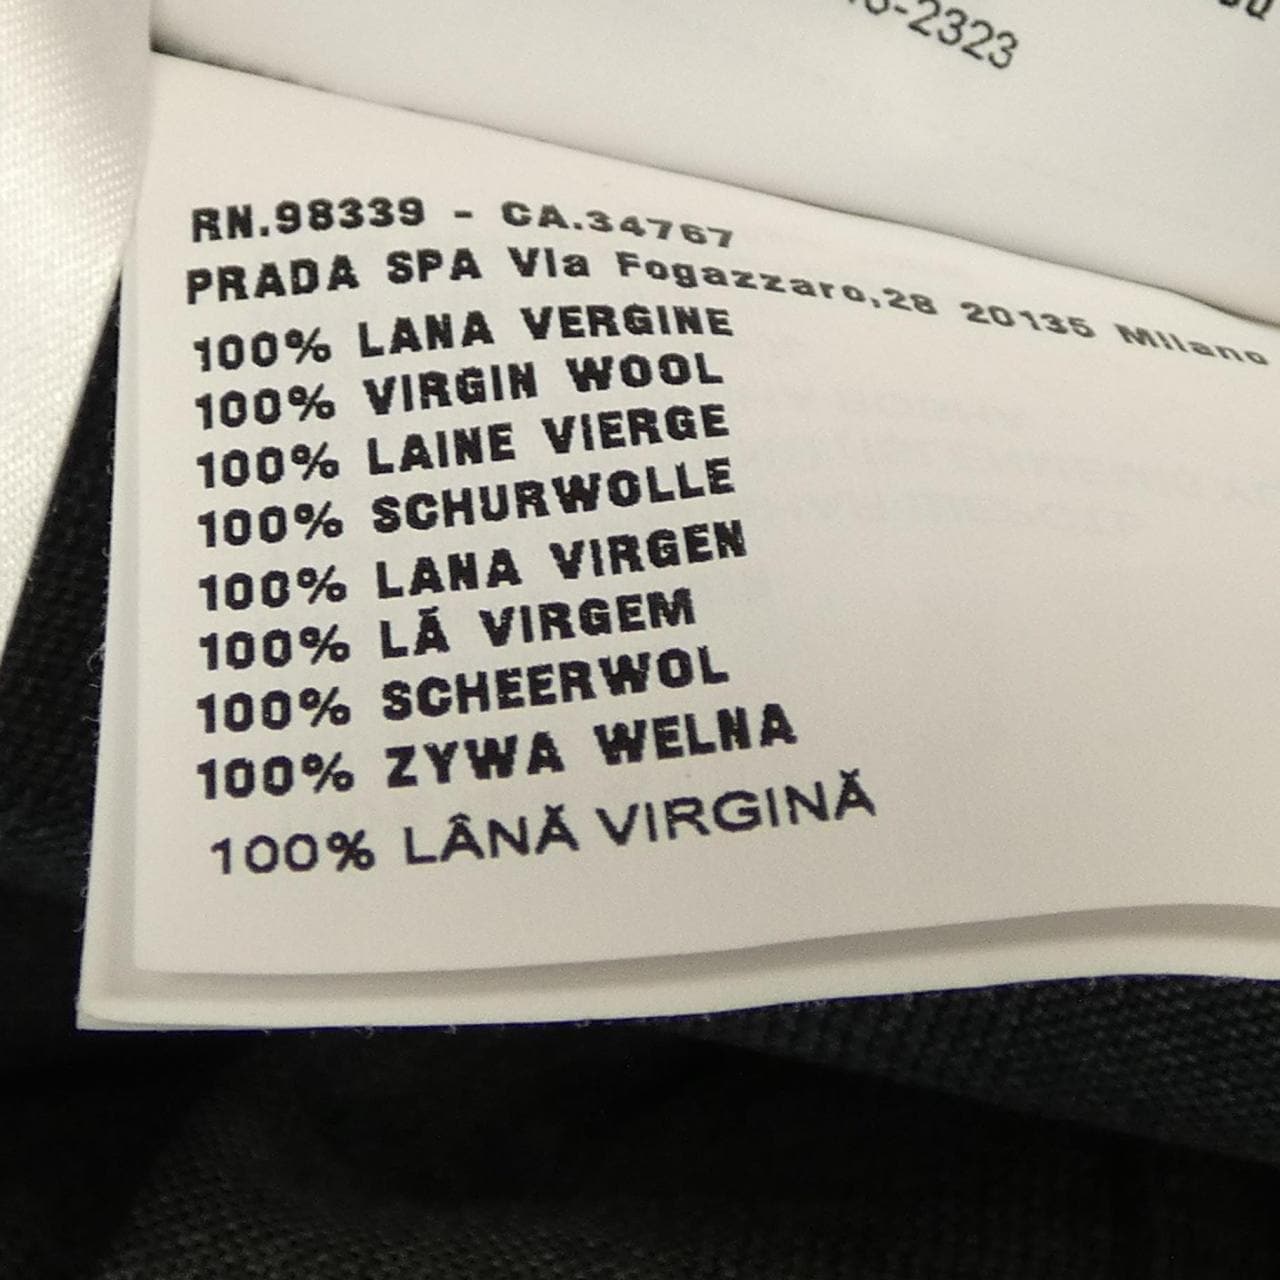 -2323
RN.98339 - CA.34767
PRADA SPA Via Fogazzaro,28 20135 Milano
100% LANA VERGINE
100% VIRGIN WOOL
100% LAINE VIERGE
100% SCHURWOLLE
100% LANA VIRGEN
100% LÃ VIRGEM
100% SCHEERWOL
100% ZYWA WELNA
100% LÂNĂ VIRGINĂ